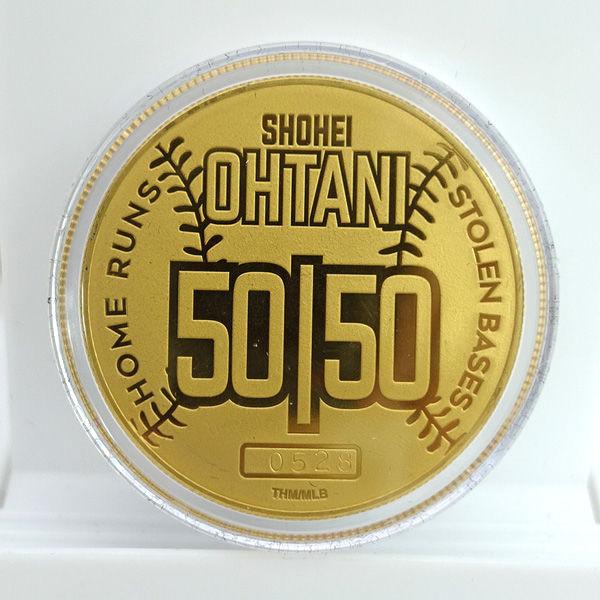 SHOHEI
OHTANI
HOME RUNS
STOLEN BASES
50|50
0528
THM/MLB